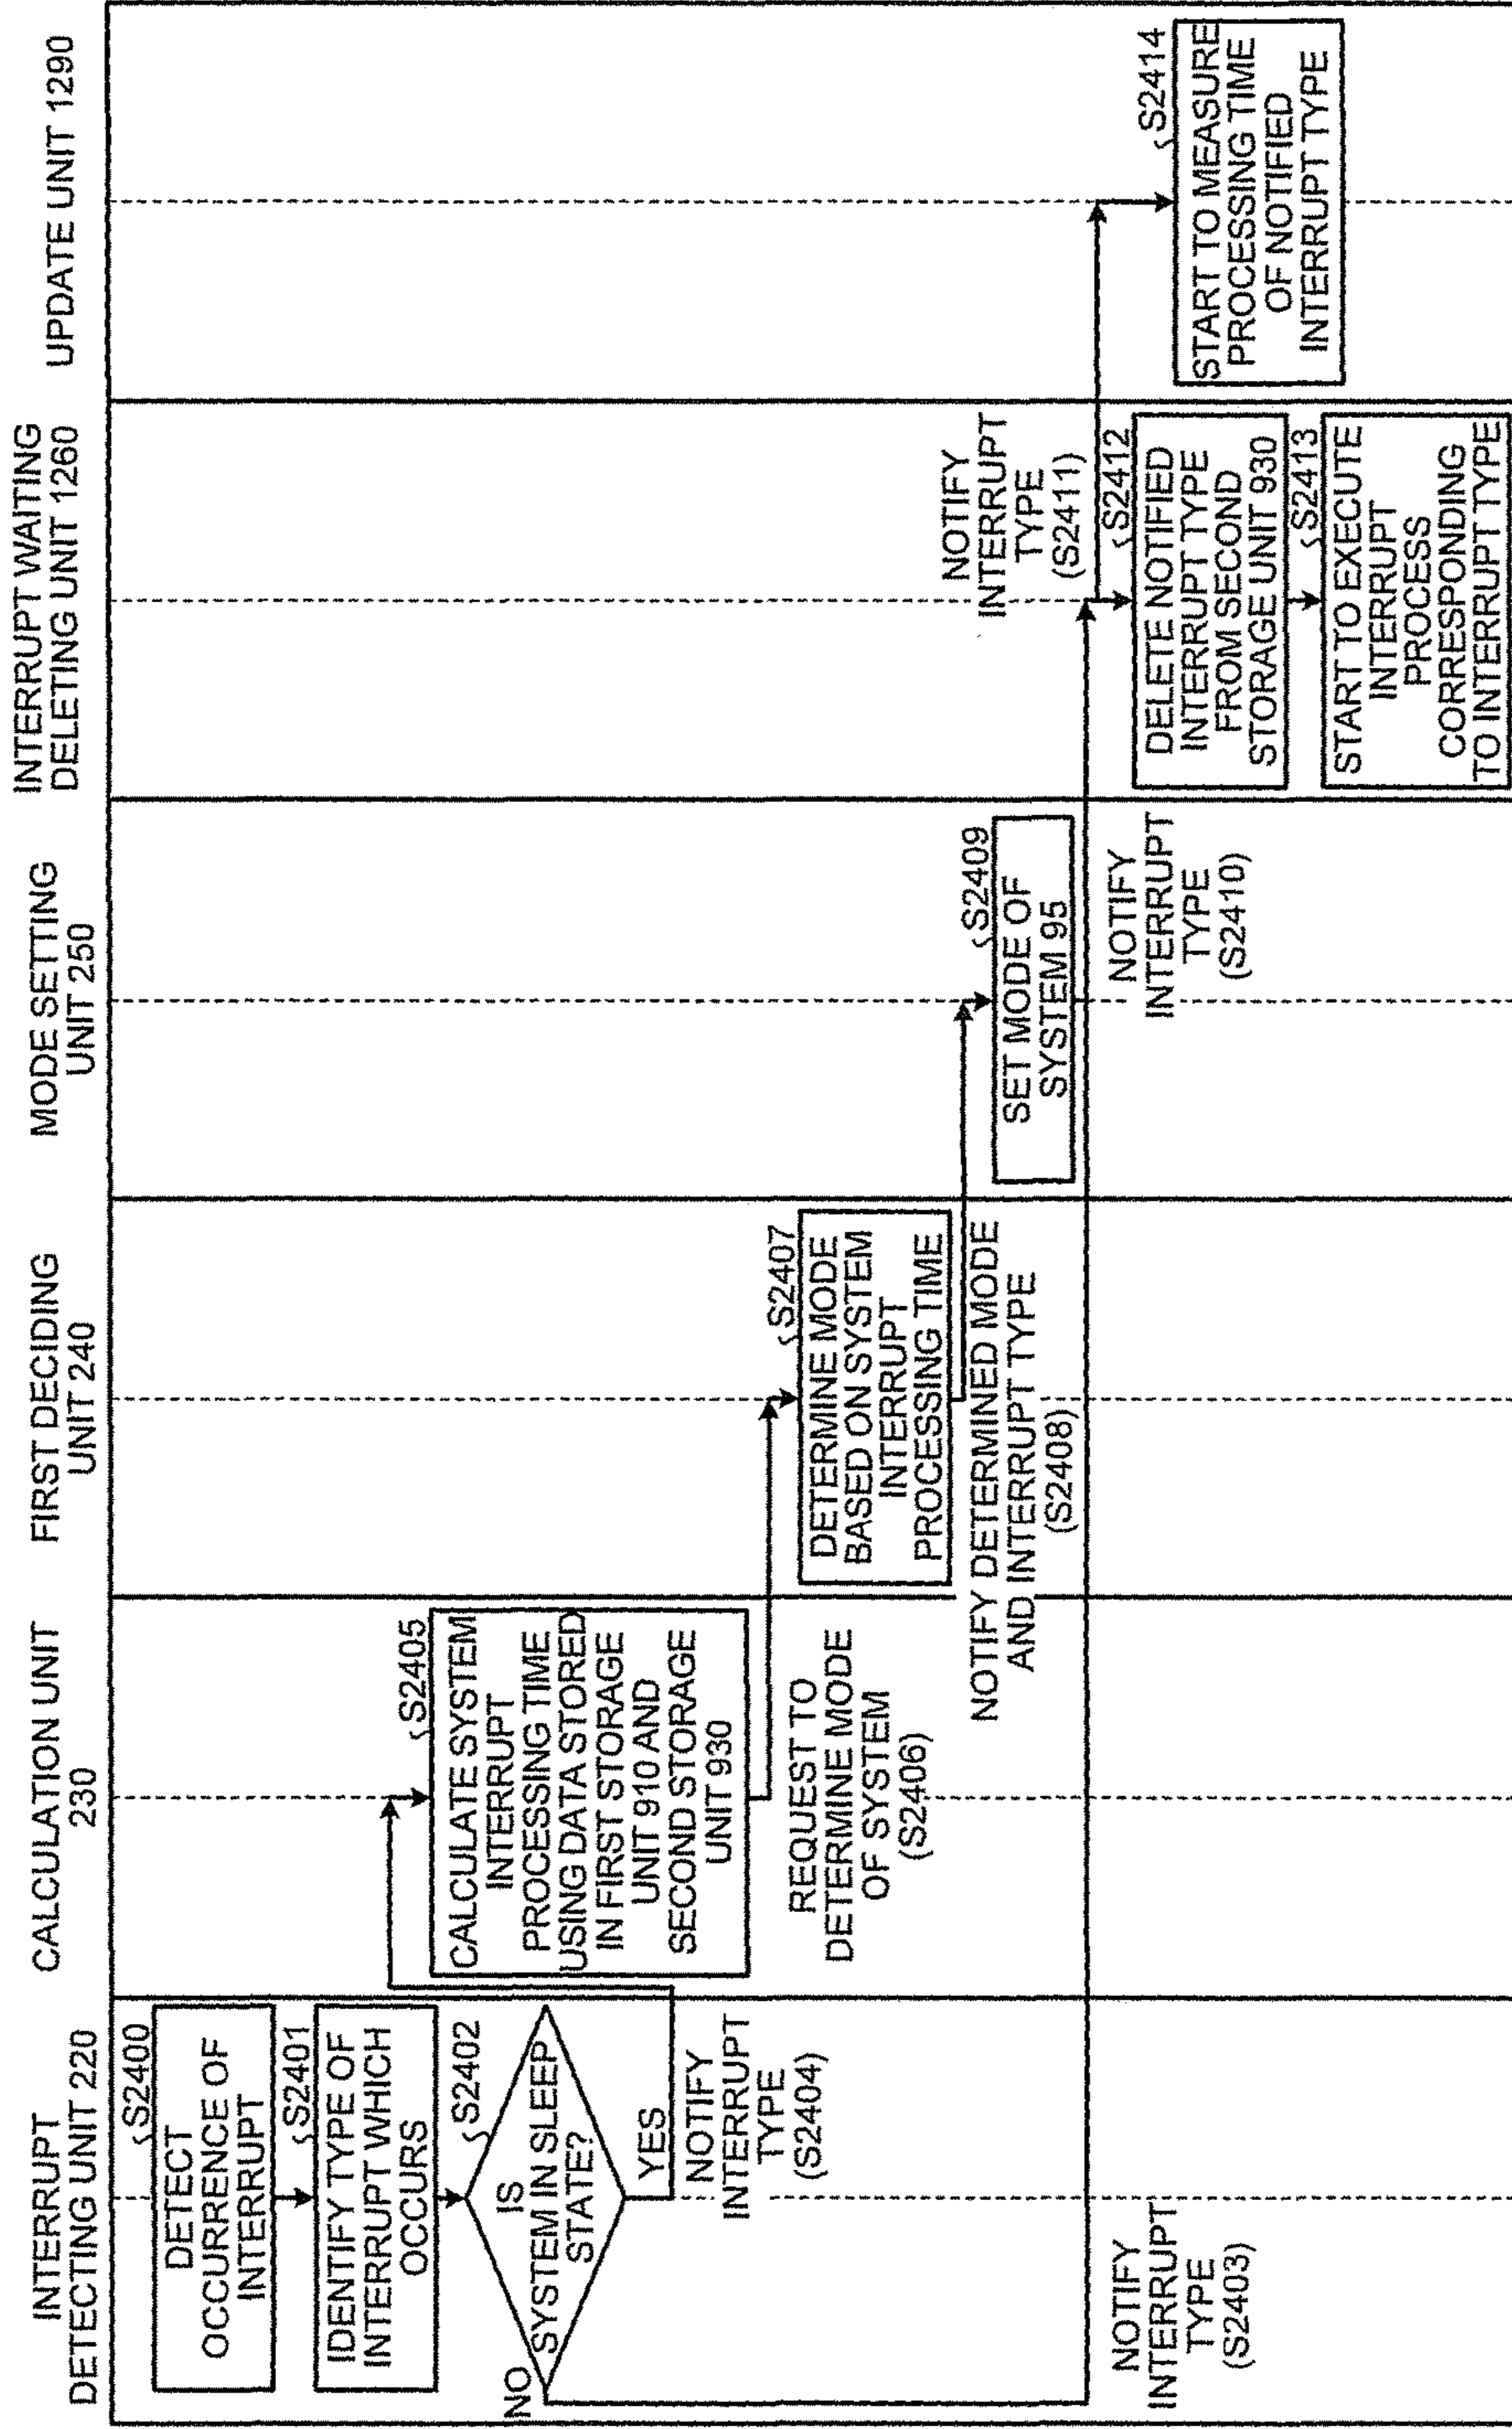 INTERRUPT
DETECTING UNIT 220
CALCULATION UNIT
230
FIRST DECIDING
UNIT 240
MODE SETTING
UNIT 250
INTERRUPT WAITING
DELETING UNIT 1260
UPDATE UNIT 1290
S2400
DETECT
OCCURRENCE OF
INTERRUPT
S2401
IDENTIFY TYPE OF
INTERRUPT WHICH
OCCURS
S2402
IS
SYSTEM IN SLEEP
STATE?
NO
YES
NOTIFY
INTERRUPT
TYPE
(S2404)
NOTIFY
INTERRUPT
TYPE
(S2403)
S2405
CALCULATE SYSTEM
INTERRUPT
PROCESSING TIME
USING DATA STORED
IN FIRST STORAGE
UNIT 910 AND
SECOND STORAGE
UNIT 930
REQUEST TO
DETERMINE MODE
OF SYSTEM
(S2406)
S2407
DETERMINE MODE
BASED ON SYSTEM
INTERRUPT
PROCESSING TIME
NOTIFY DETERMINED MODE
AND INTERRUPT TYPE
(S2408)
S2409
SET MODE OF
SYSTEM 95
NOTIFY
INTERRUPT
TYPE
(S2410)
NOTIFY
INTERRUPT
TYPE
(S2411)
S2412
DELETE NOTIFIED
INTERRUPT TYPE
FROM SECOND
STORAGE UNIT 930
S2413
START TO EXECUTE
INTERRUPT
PROCESS
CORRESPONDING
TO INTERRUPT TYPE
S2414
START TO MEASURE
PROCESSING TIME
OF NOTIFIED
INTERRUPT TYPE